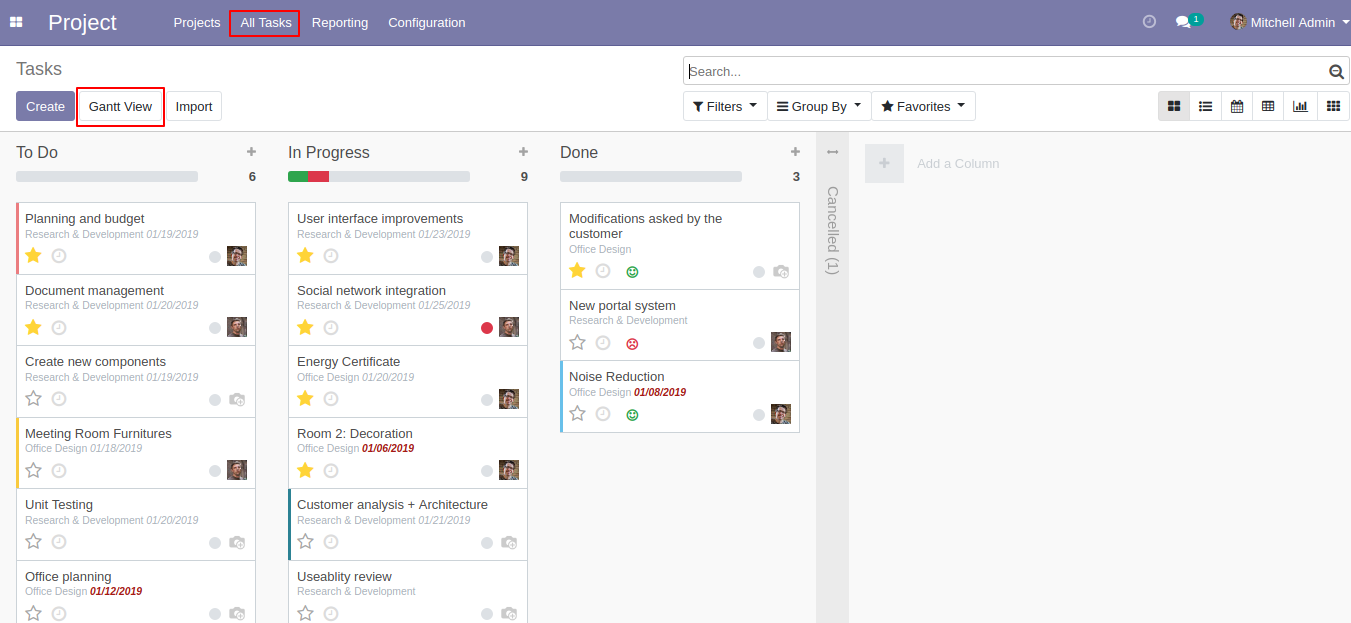 Project
Projects
All Tasks
Reporting
Configuration
1
Mitchell Admin
Tasks
Search...
Create
Gantt View
Import
Filters
Group By
Favorites
To Do
6
Planning and budget
Research & Development 01/19/2019
Document management
Research & Development 01/20/2019
Create new components
Research & Development 01/19/2019
Meeting Room Furnitures
Office Design 01/18/2019
Unit Testing
Research & Development 01/20/2019
Office planning
Office Design 01/12/2019
In Progress
9
User interface improvements
Research & Development 01/23/2019
Social network integration
Research & Development 01/25/2019
Energy Certificate
Office Design 01/20/2019
Room 2: Decoration
Office Design 01/06/2019
Customer analysis + Architecture
Research & Development 01/21/2019
Useablity review
Research & Development
Done
3
Modifications asked by the
customer
Office Design
New portal system
Research & Development
Noise Reduction
Office Design 01/08/2019
Cancelled (1)
Add a Column